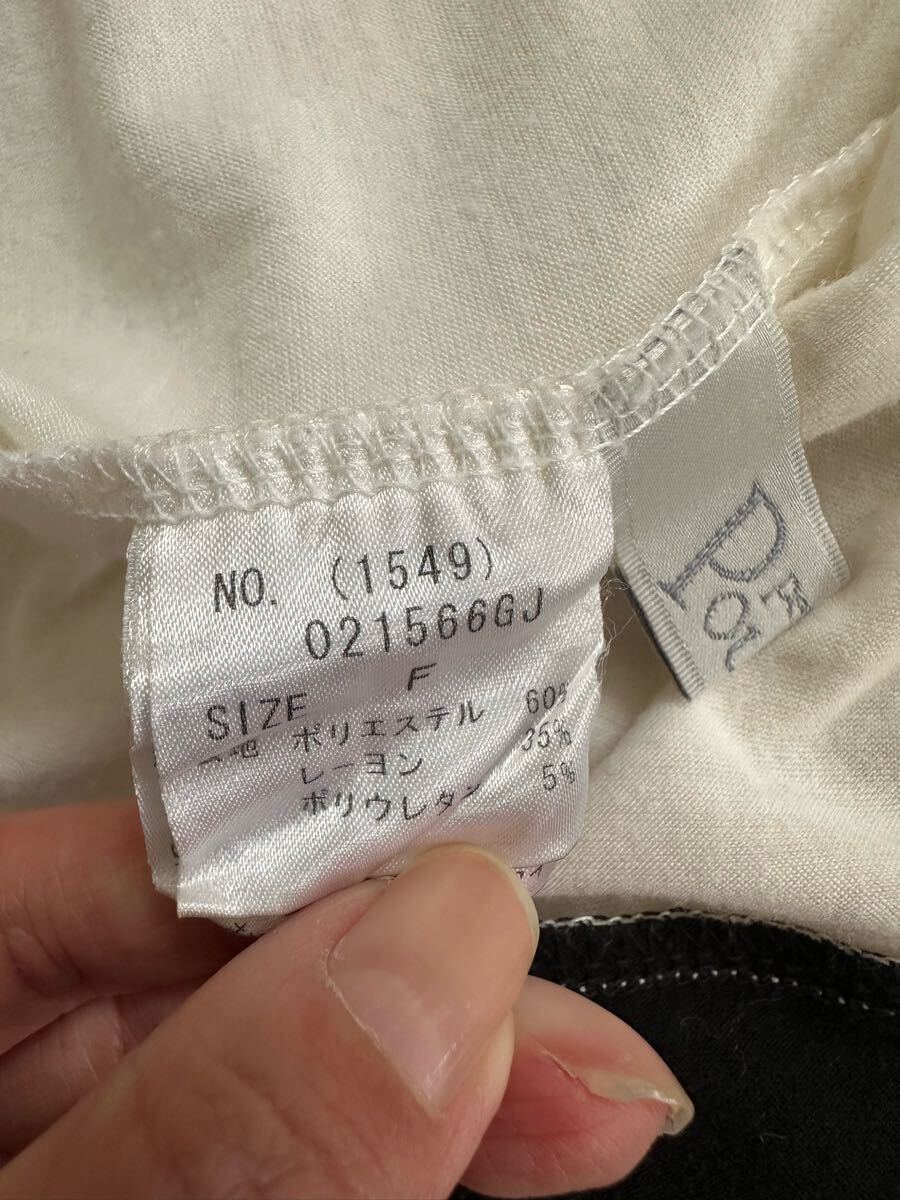 NO. (1549)
021566GJ
SIZE F
地 ポリエステル 60%
レーヨン 35%
ポリウレタン 5%